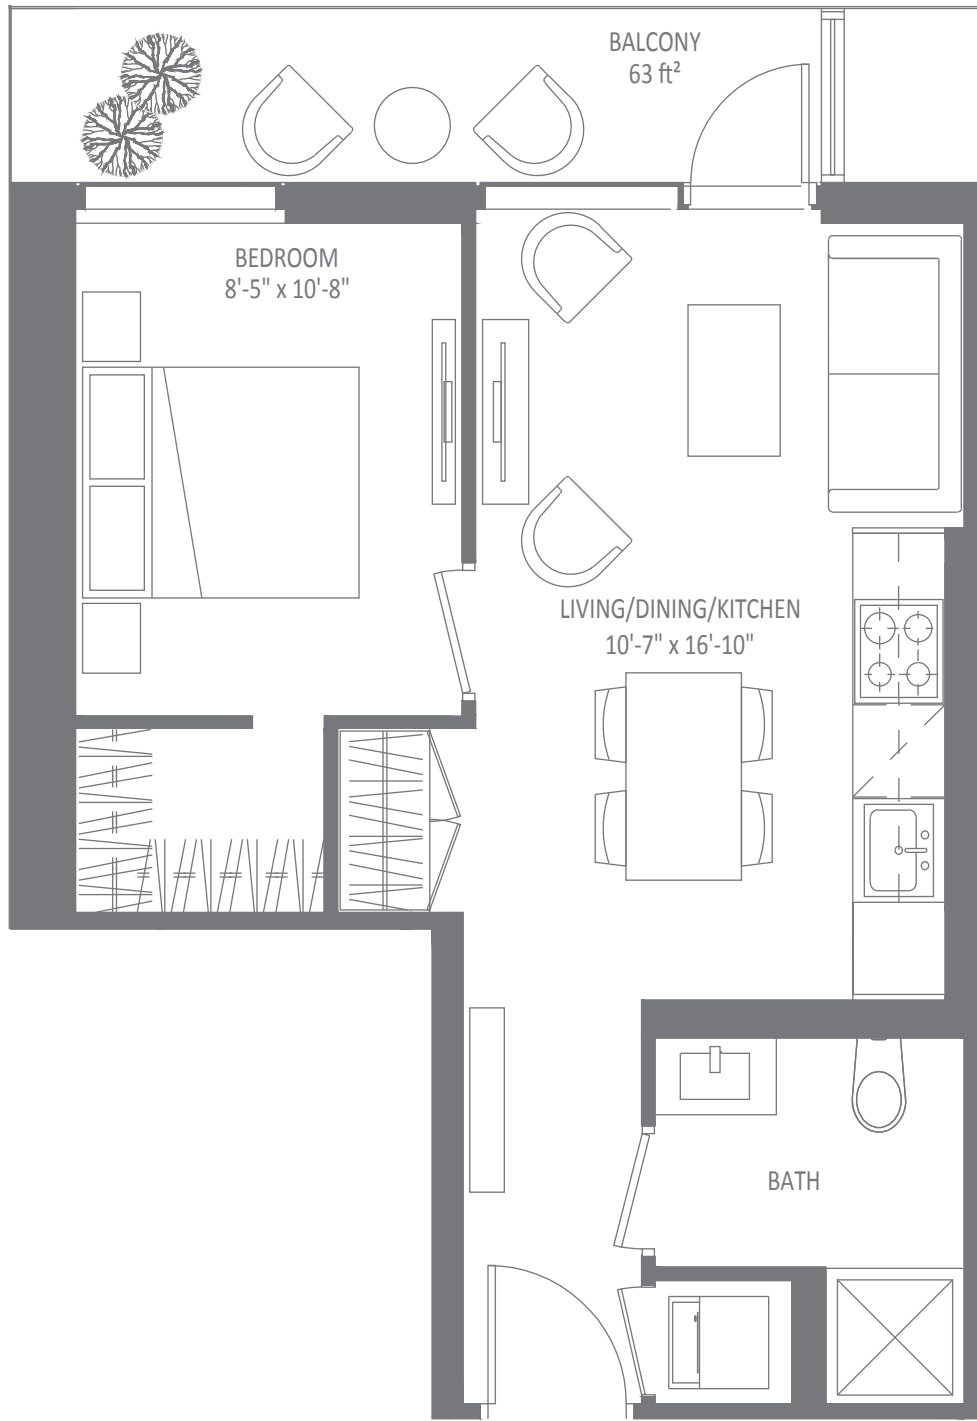 BALCONY
63 ft²
BEDROOM
8'-5" x 10'-8"
LIVING/DINING/KITCHEN
10'-7" x 16'-10"
BATH